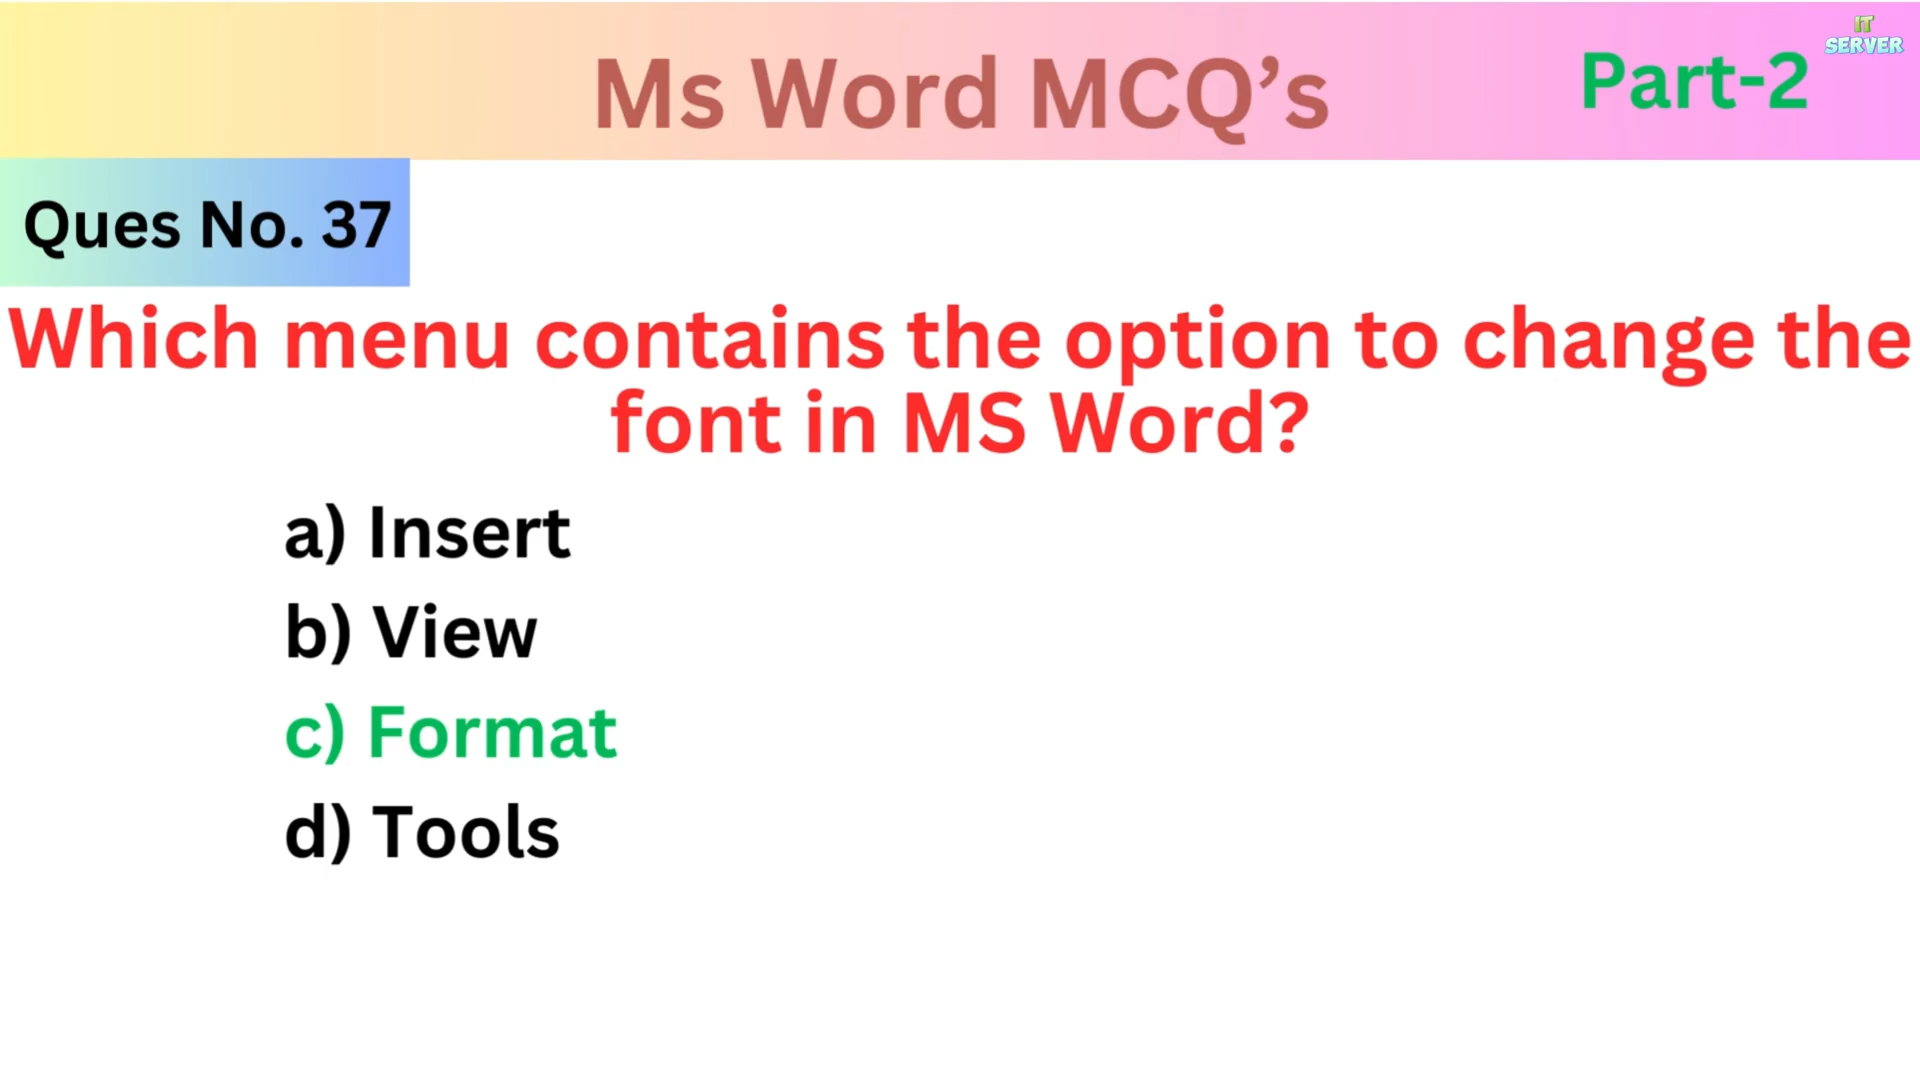 Ms Word MCQ’s
Part-2
IT
SERVER
Ques No. 37
Which menu contains the option to change the
font in MS Word?
a) Insert
b) View
c) Format
d) Tools